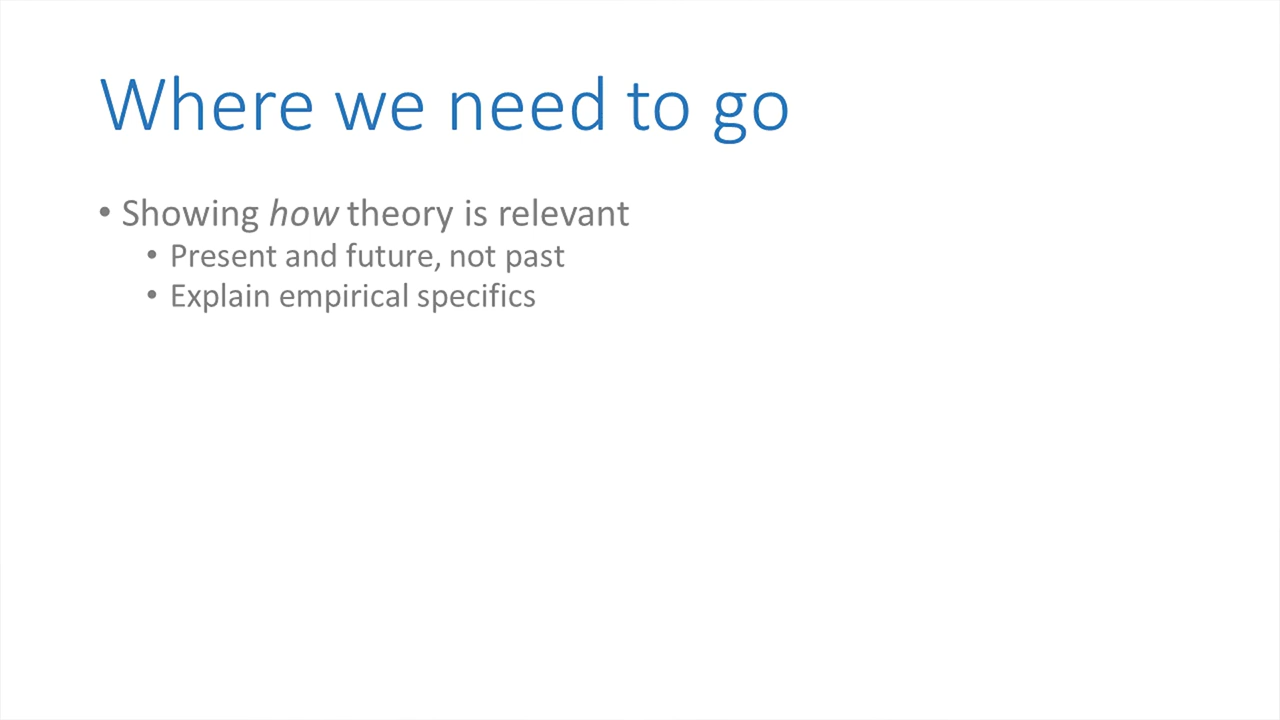 Where we need to go
• Showing how theory is relevant
• Present and future, not past
• Explain empirical specifics